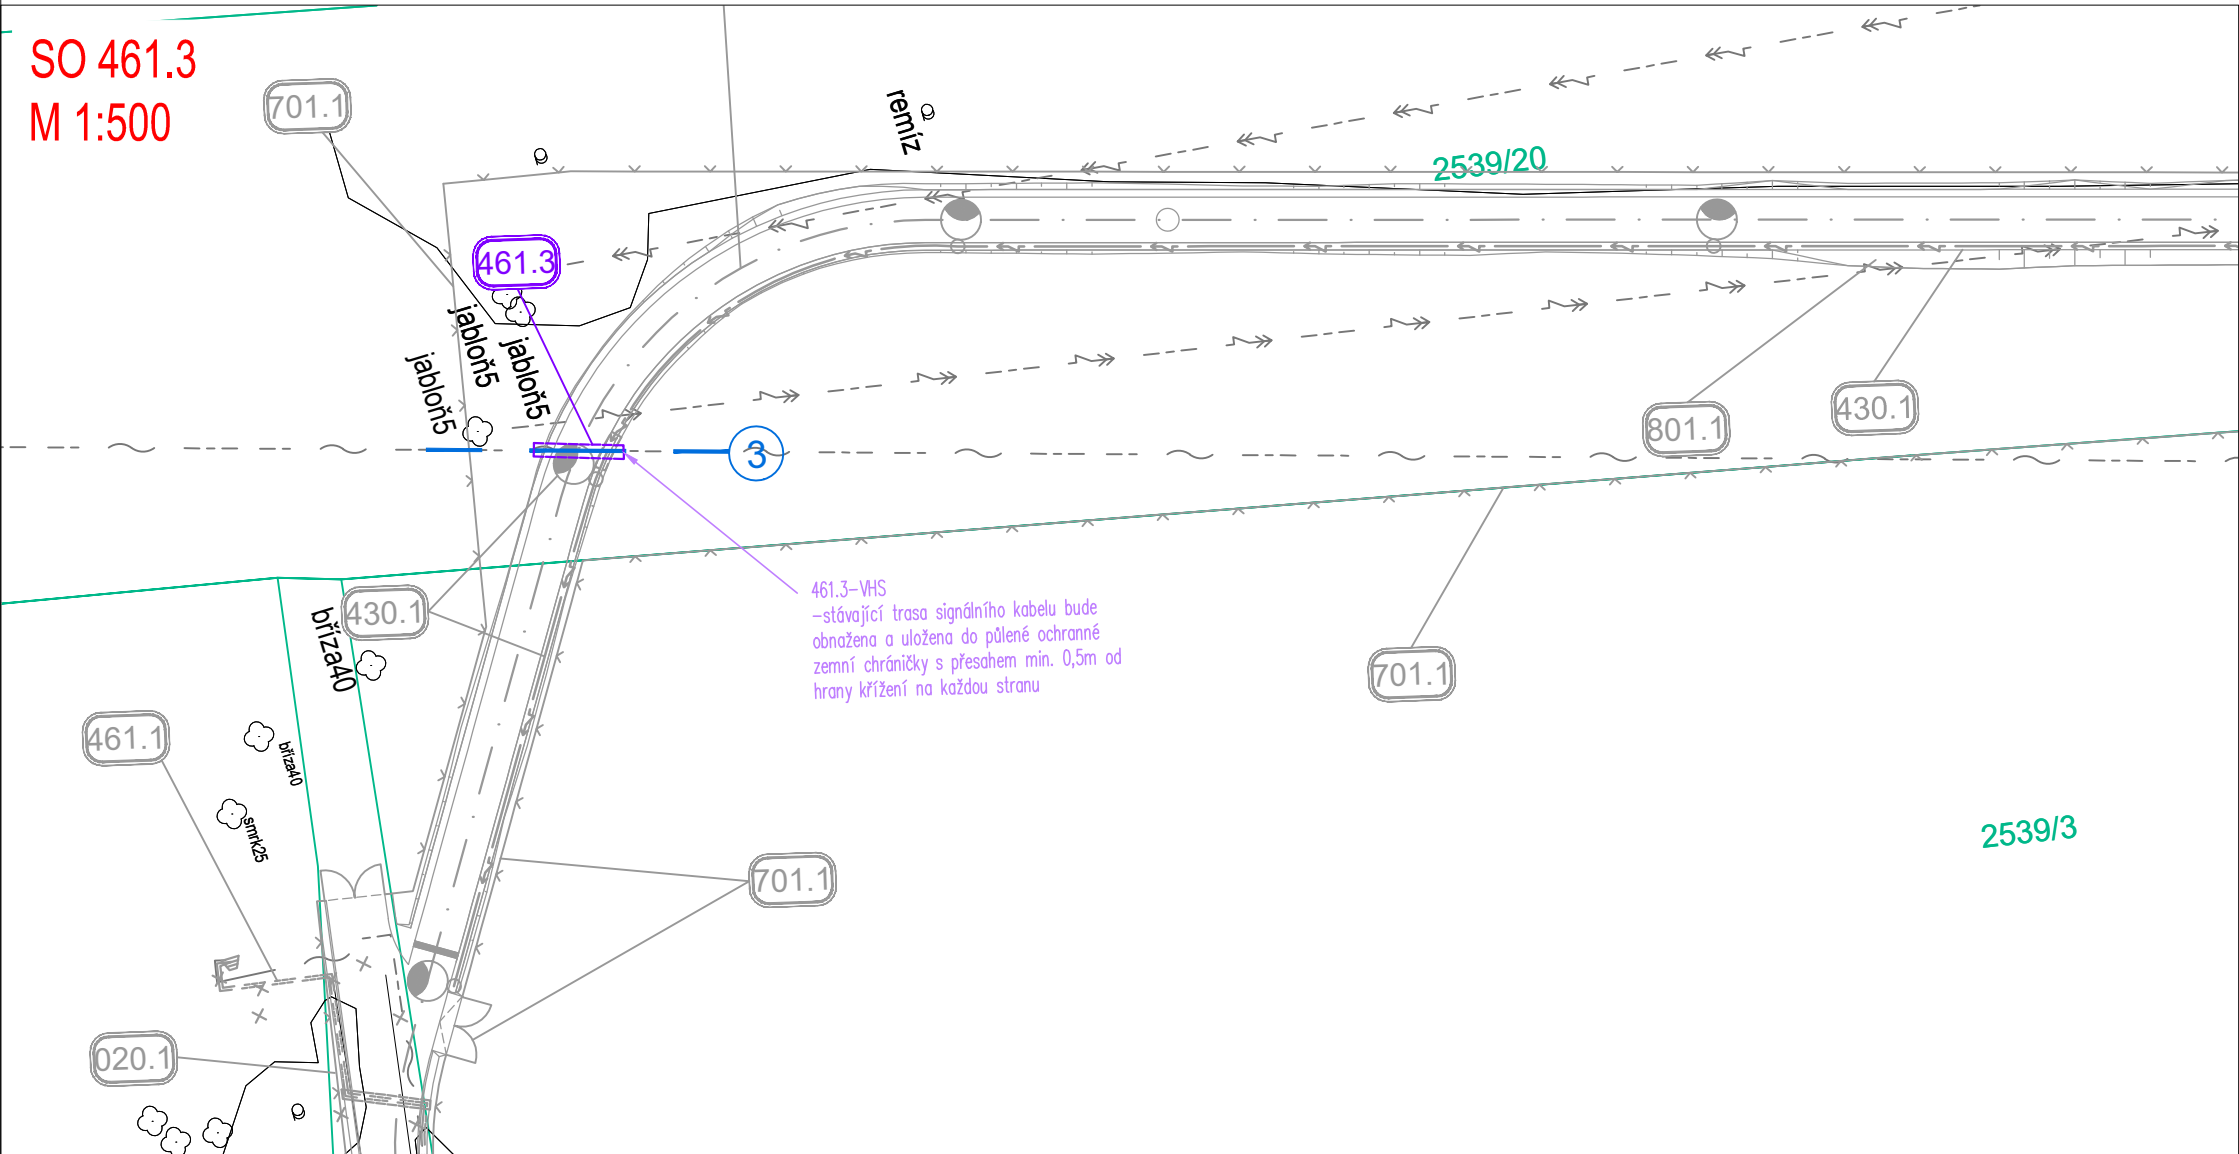 SO 461.3
M 1:500
701.1
remíz
2539/20
461.3
jabloň5
jabloň5
jabloň5
3
801.1
430.1
461.3-VHS
-stávající trasa signálního kabelu bude
obnažena a uložena do půlené ochranné
zemní chráničky s přesahem min. 0,5m od
hrany křížení na každou stranu
430.1
bříza40
701.1
461.1
bříza40
smrk25
2539/3
701.1
020.1